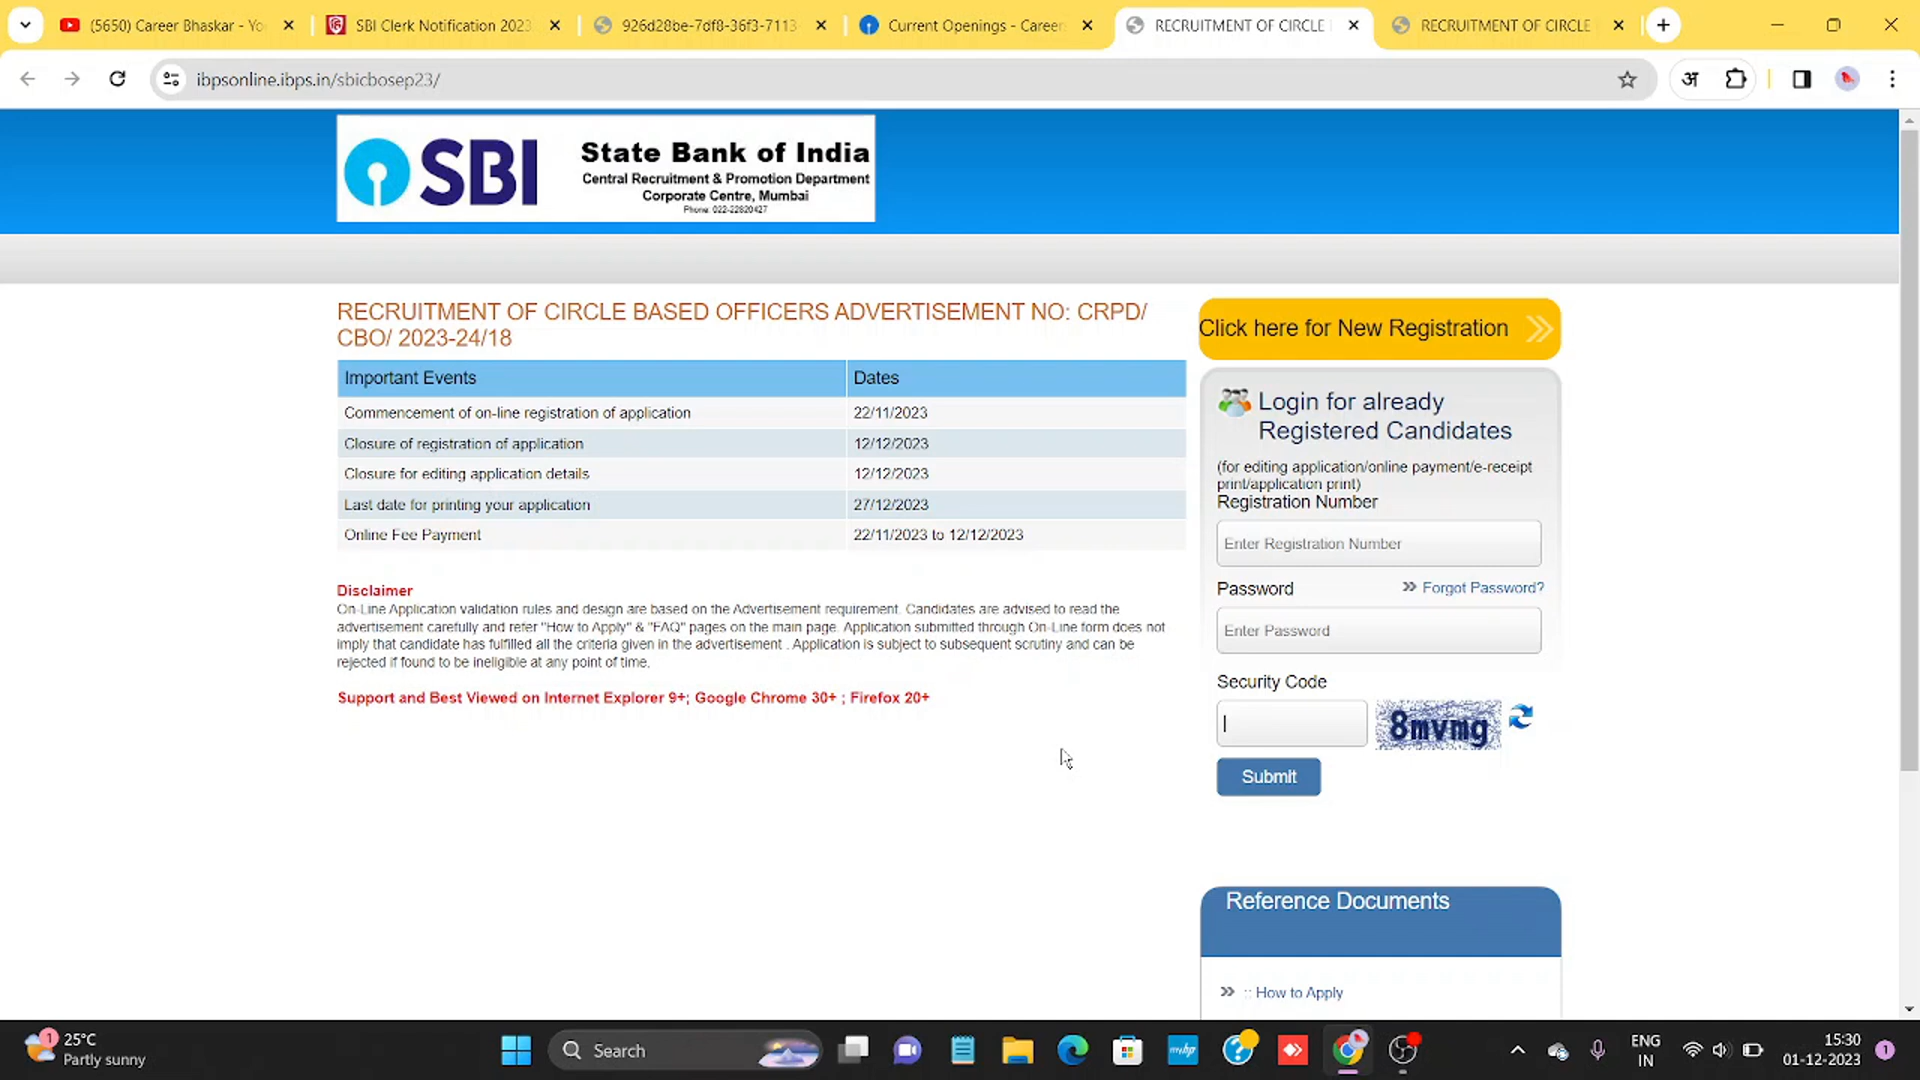 (5650) Career Bhaskar - Yo
SBI Clerk Notification 2023
926d28be-7df8-36f3-7113
Current Openings - Career
RECRUITMENT OF CIRCLE
RECRUITMENT OF CIRCLE
ibpsonline.ibps.in/sbicbosep23/
अ
SBI
State Bank of India
Central Recruitment & Promotion Department
Corporate Centre, Mumbai
Phone: 022-22820427
RECRUITMENT OF CIRCLE BASED OFFICERS ADVERTISEMENT NO: CRPD/
CBO/ 2023-24/18
Important Events Dates
Commencement of on-line registration of application 22/11/2023
Closure of registration of application 12/12/2023
Closure for editing application details 12/12/2023
Last date for printing your application 27/12/2023
Online Fee Payment 22/11/2023 to 12/12/2023
Disclaimer
On-Line Application validation rules and design are based on the Advertisement requirement. Candidates are advised to read the
advertisement carefully and refer "How to Apply" & "FAQ" pages on the main page. Application submitted through On-Line form does not
imply that candidate has fulfilled all the criteria given in the advertisement . Application is subject to subsequent scrutiny and can be
rejected if found to be ineligible at any point of time.
Support and Best Viewed on Internet Explorer 9+; Google Chrome 30+ ; Firefox 20+
Click here for New Registration
Login for already
Registered Candidates
(for editing application/online payment/e-receipt
print/application print)
Registration Number
Enter Registration Number
Password
Forgot Password?
Enter Password
Security Code
8mvmg
Submit
Reference Documents
:: How to Apply
1
25°C
Partly sunny
Search
myhp
ENG
IN
15:30
01-12-2023
1